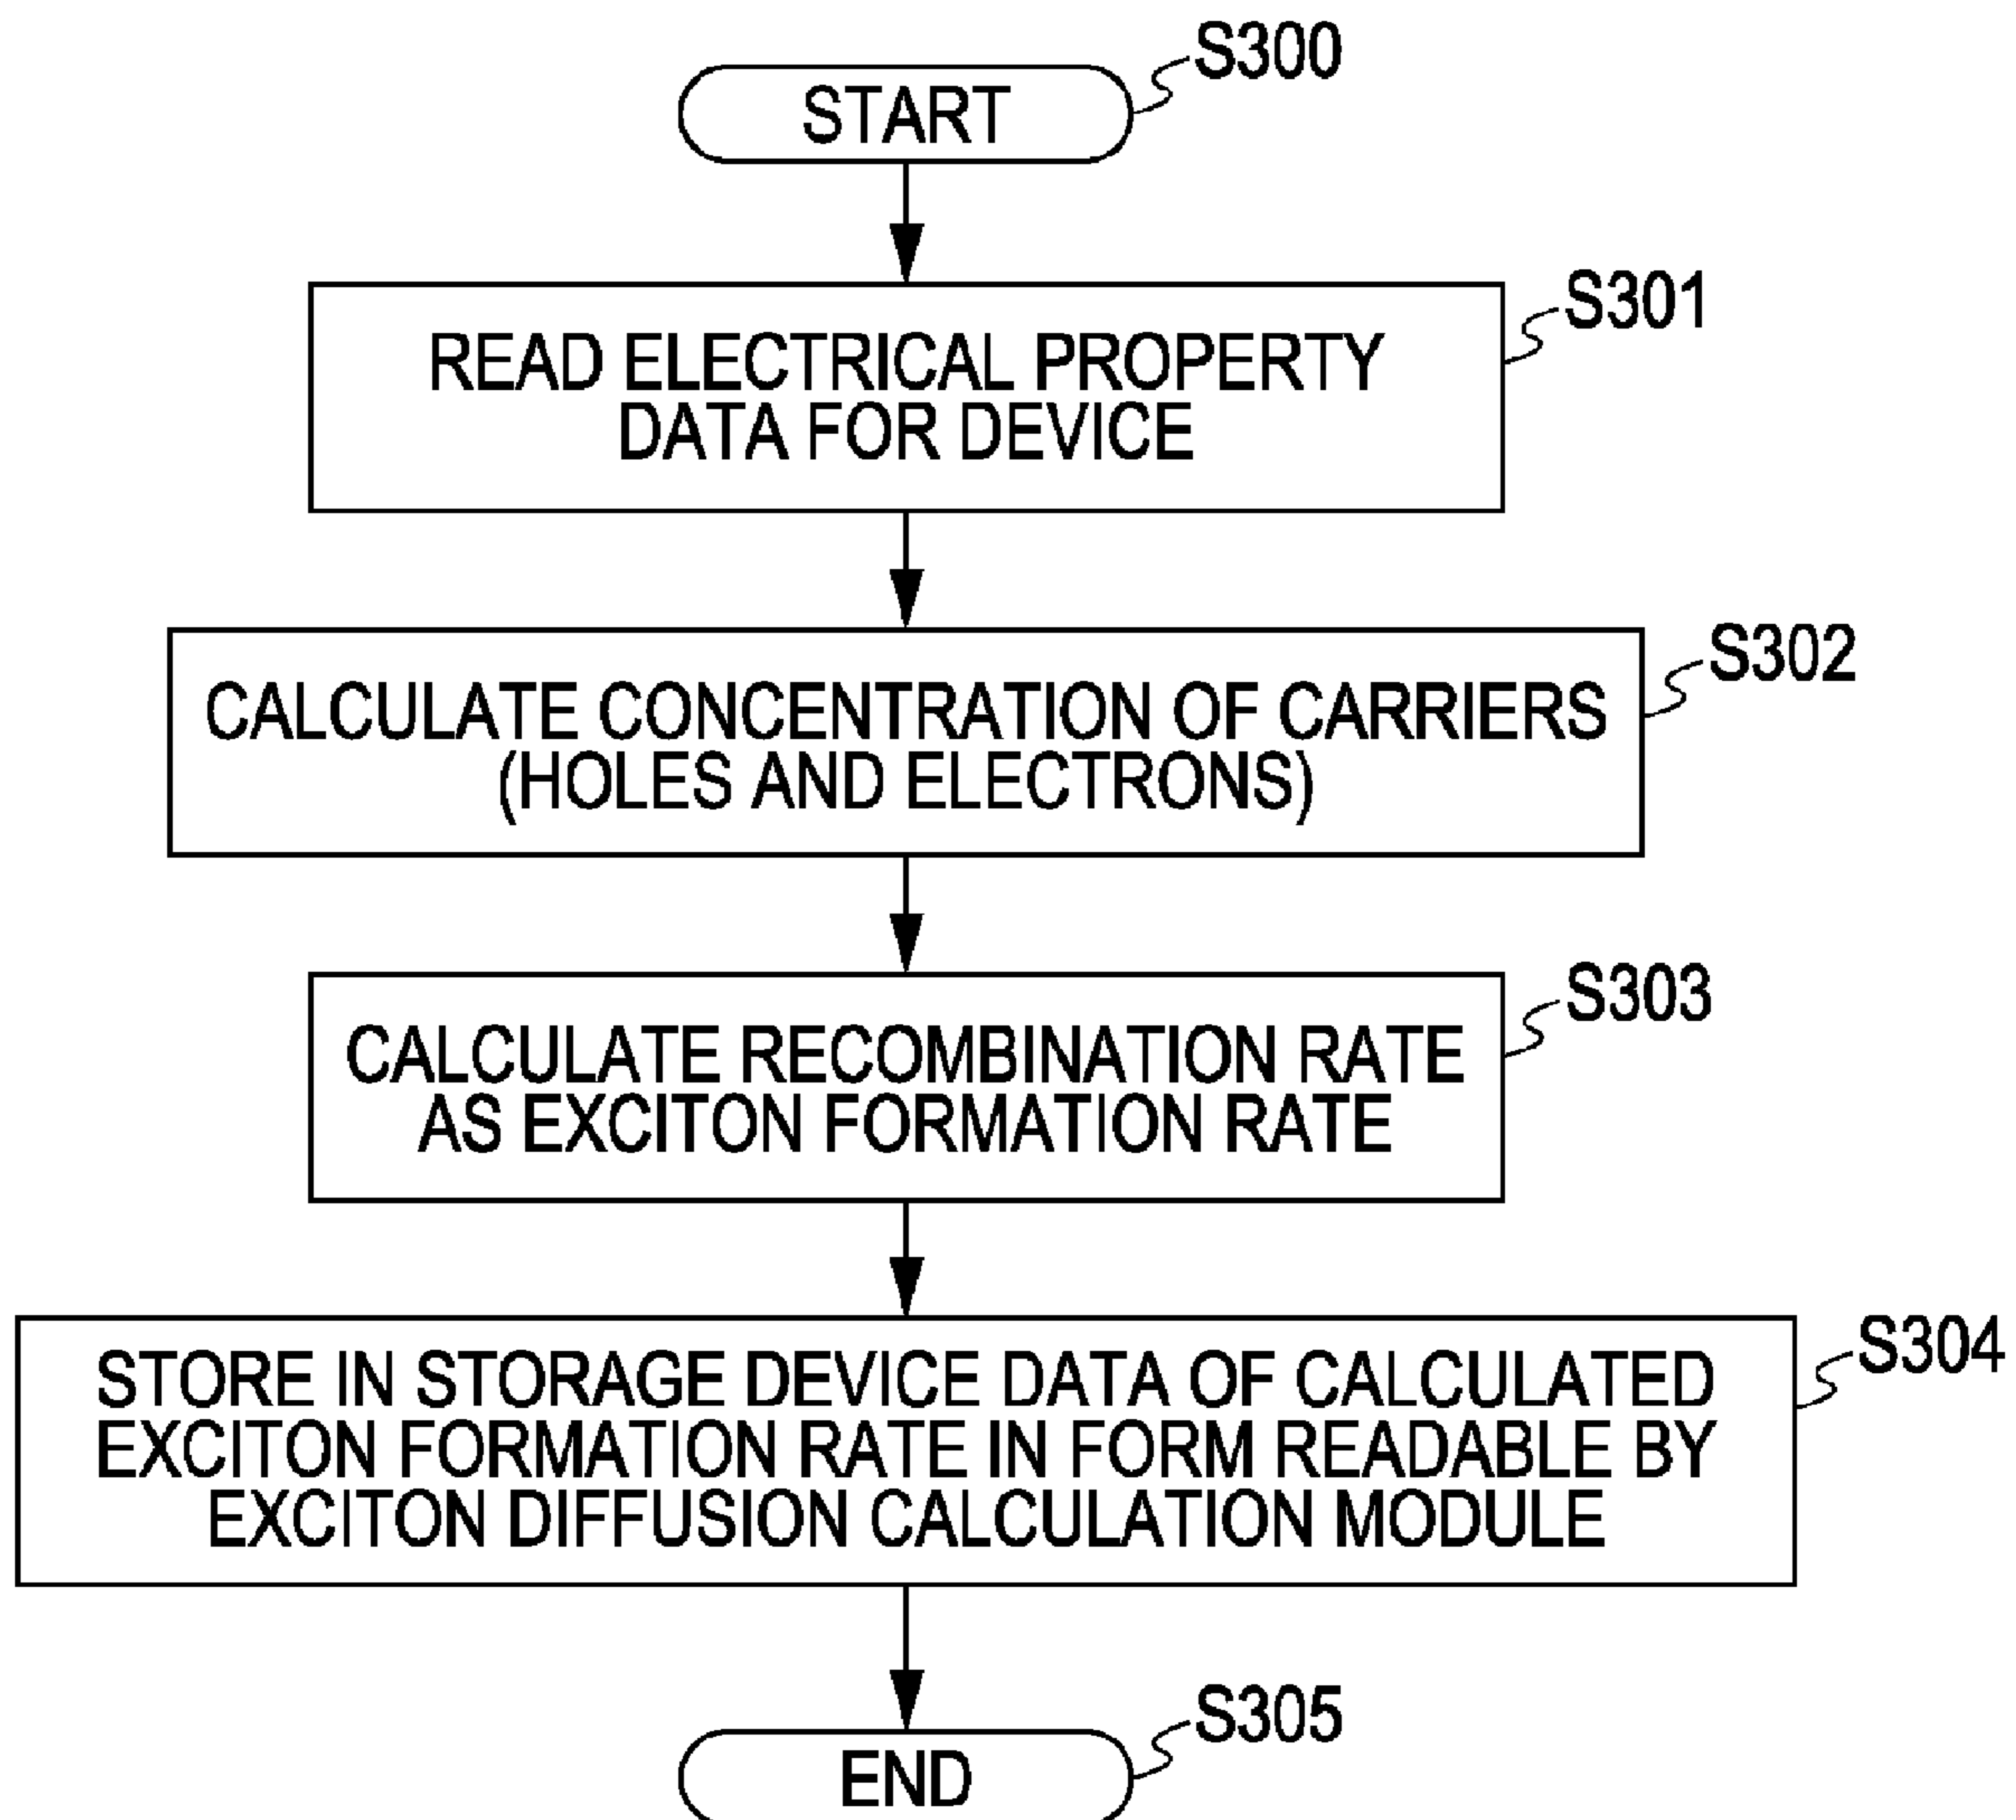 S300
START
S301
READ ELECTRICAL PROPERTY
DATA FOR DEVICE
S302
CALCULATE CONCENTRATION OF CARRIERS
(HOLES AND ELECTRONS)
S303
CALCULATE RECOMBINATION RATE
AS EXCITON FORMATION RATE
S304
STORE IN STORAGE DEVICE DATA OF CALCULATED
EXCITON FORMATION RATE IN FORM READABLE BY
EXCITON DIFFUSION CALCULATION MODULE
S305
END